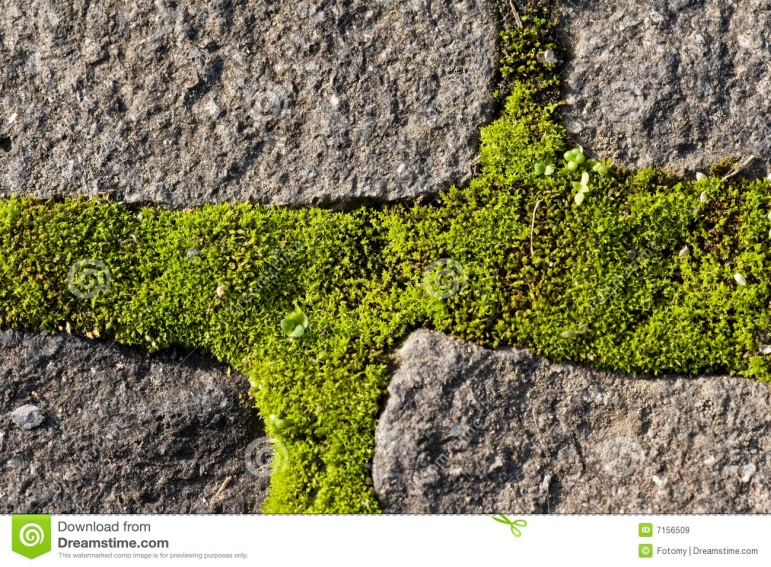 Download from
Dreamstime.com
This watermarked comp image is for previewing purposes only.
ID 7156509
© Fotomy | Dreamstime.com